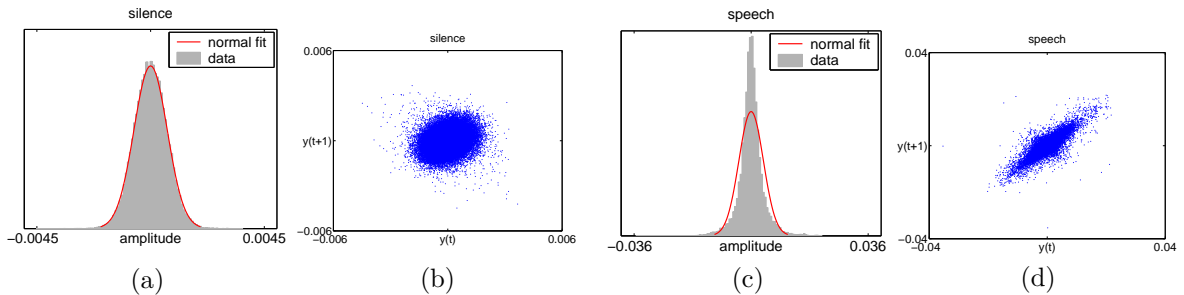 silence
normal fit
data
−0.0045
amplitude
0.0045
(a)
silence
0.006
y(t+1)
−0.006
−0.006
y(t)
0.006
(b)
speech
normal fit
data
−0.036
amplitude
0.036
(c)
speech
0.04
y(t+1)
−0.04
−0.04
y(t)
0.04
(d)